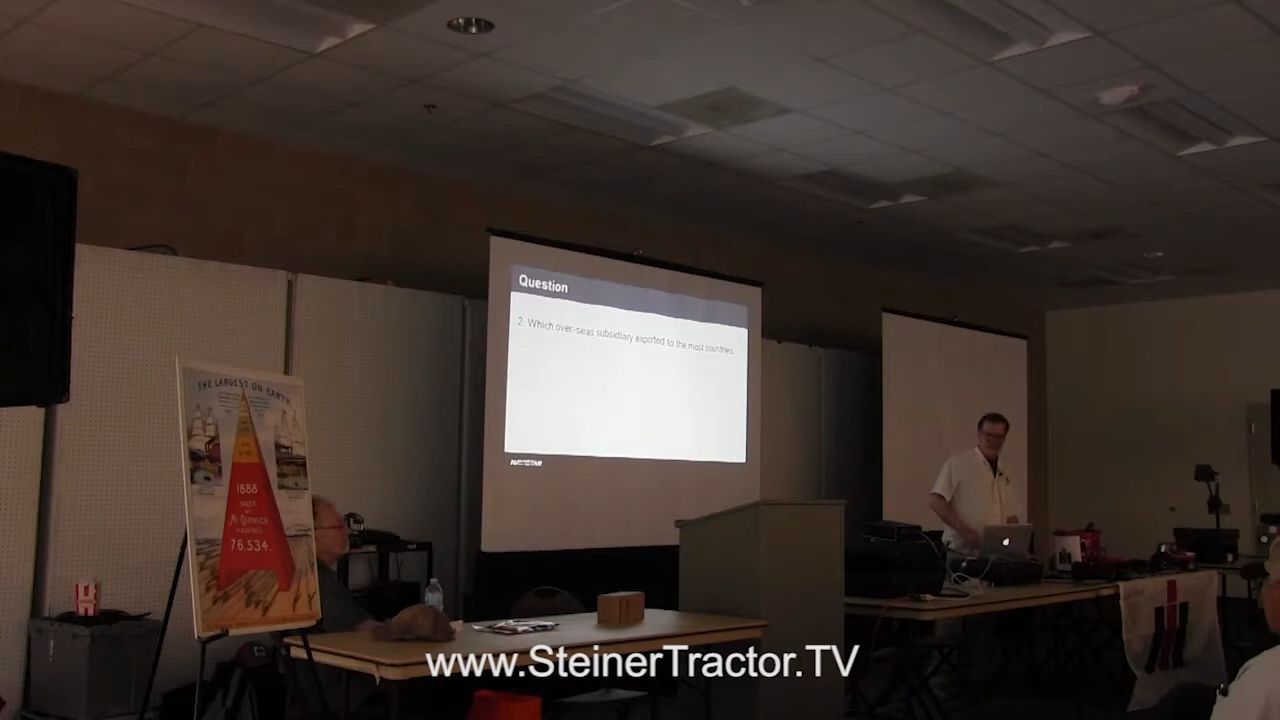 Question
2. Which over-seas subsidiary exported to the most countries
NAVISTAR
THE LARGEST ON EARTH
1888
SALES
OF
McCORMICK
MACHINES
76,534.
www.SteinerTractor.TV